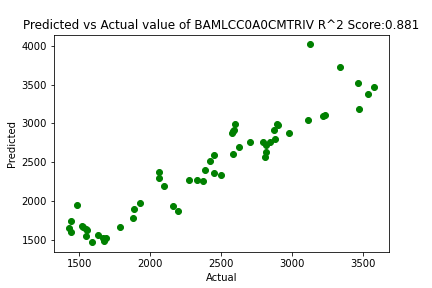 Predicted vs Actual value of BAMLCC0A0CMTRIV R^2 Score:0.881
4000
3500
3000
2500
2000
1500
Predicted
1500 2000 2500 3000 3500
Actual